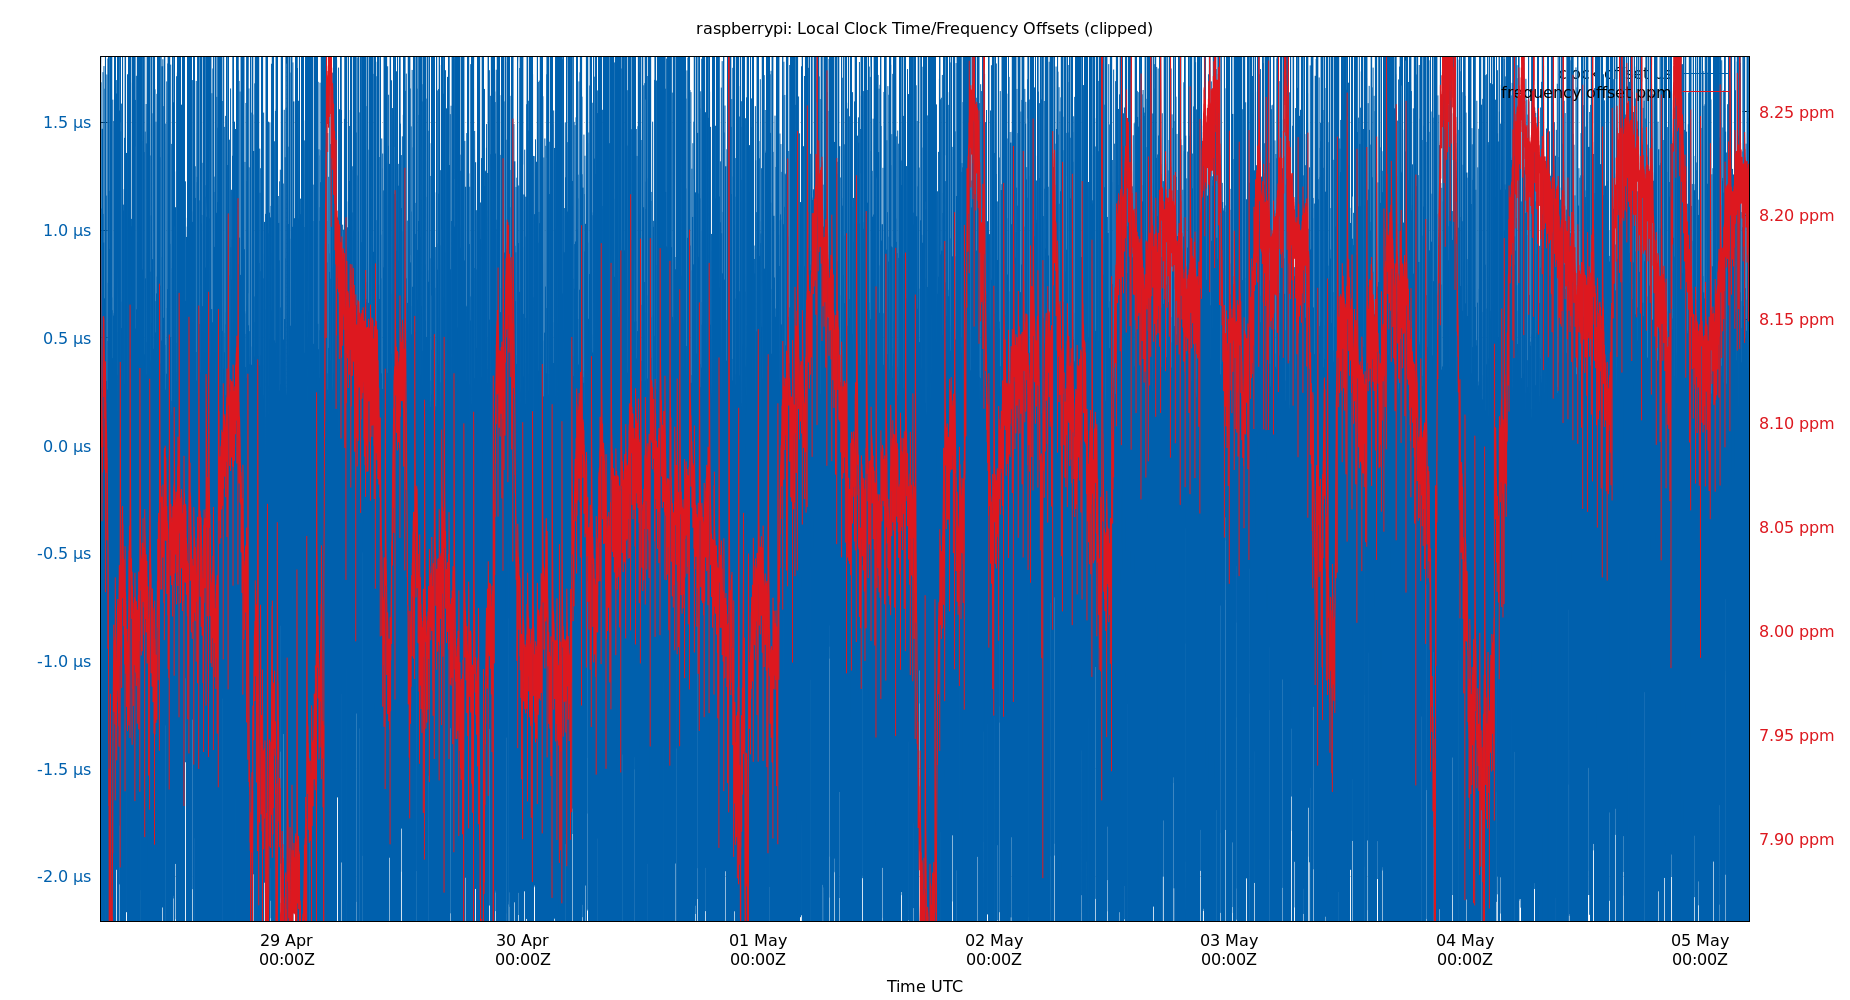 raspberrypi: Local Clock Time/Frequency Offsets (clipped)
clock offset µs
frequency offset ppm
1.5 µs
1.0 µs
0.5 µs
0.0 µs
-0.5 µs
-1.0 µs
-1.5 µs
-2.0 µs
8.25 ppm
8.20 ppm
8.15 ppm
8.10 ppm
8.05 ppm
8.00 ppm
7.95 ppm
7.90 ppm
29 Apr 30 Apr 01 May 02 May 03 May 04 May 05 May
00:00Z 00:00Z 00:00Z 00:00Z 00:00Z 00:00Z 00:00Z
Time UTC